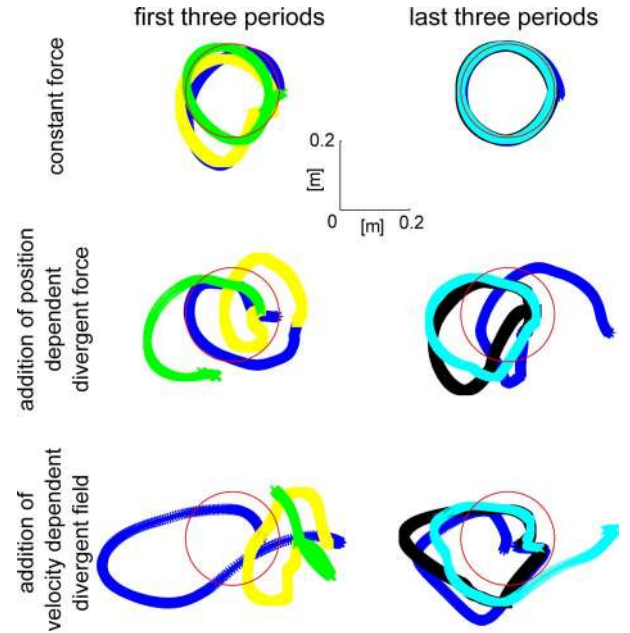 first three periods
last three periods
constant force
0.2
[m]
0
[m]
0.2
addition of position
dependent
divergent force
addition of
velocity dependent
divergent field